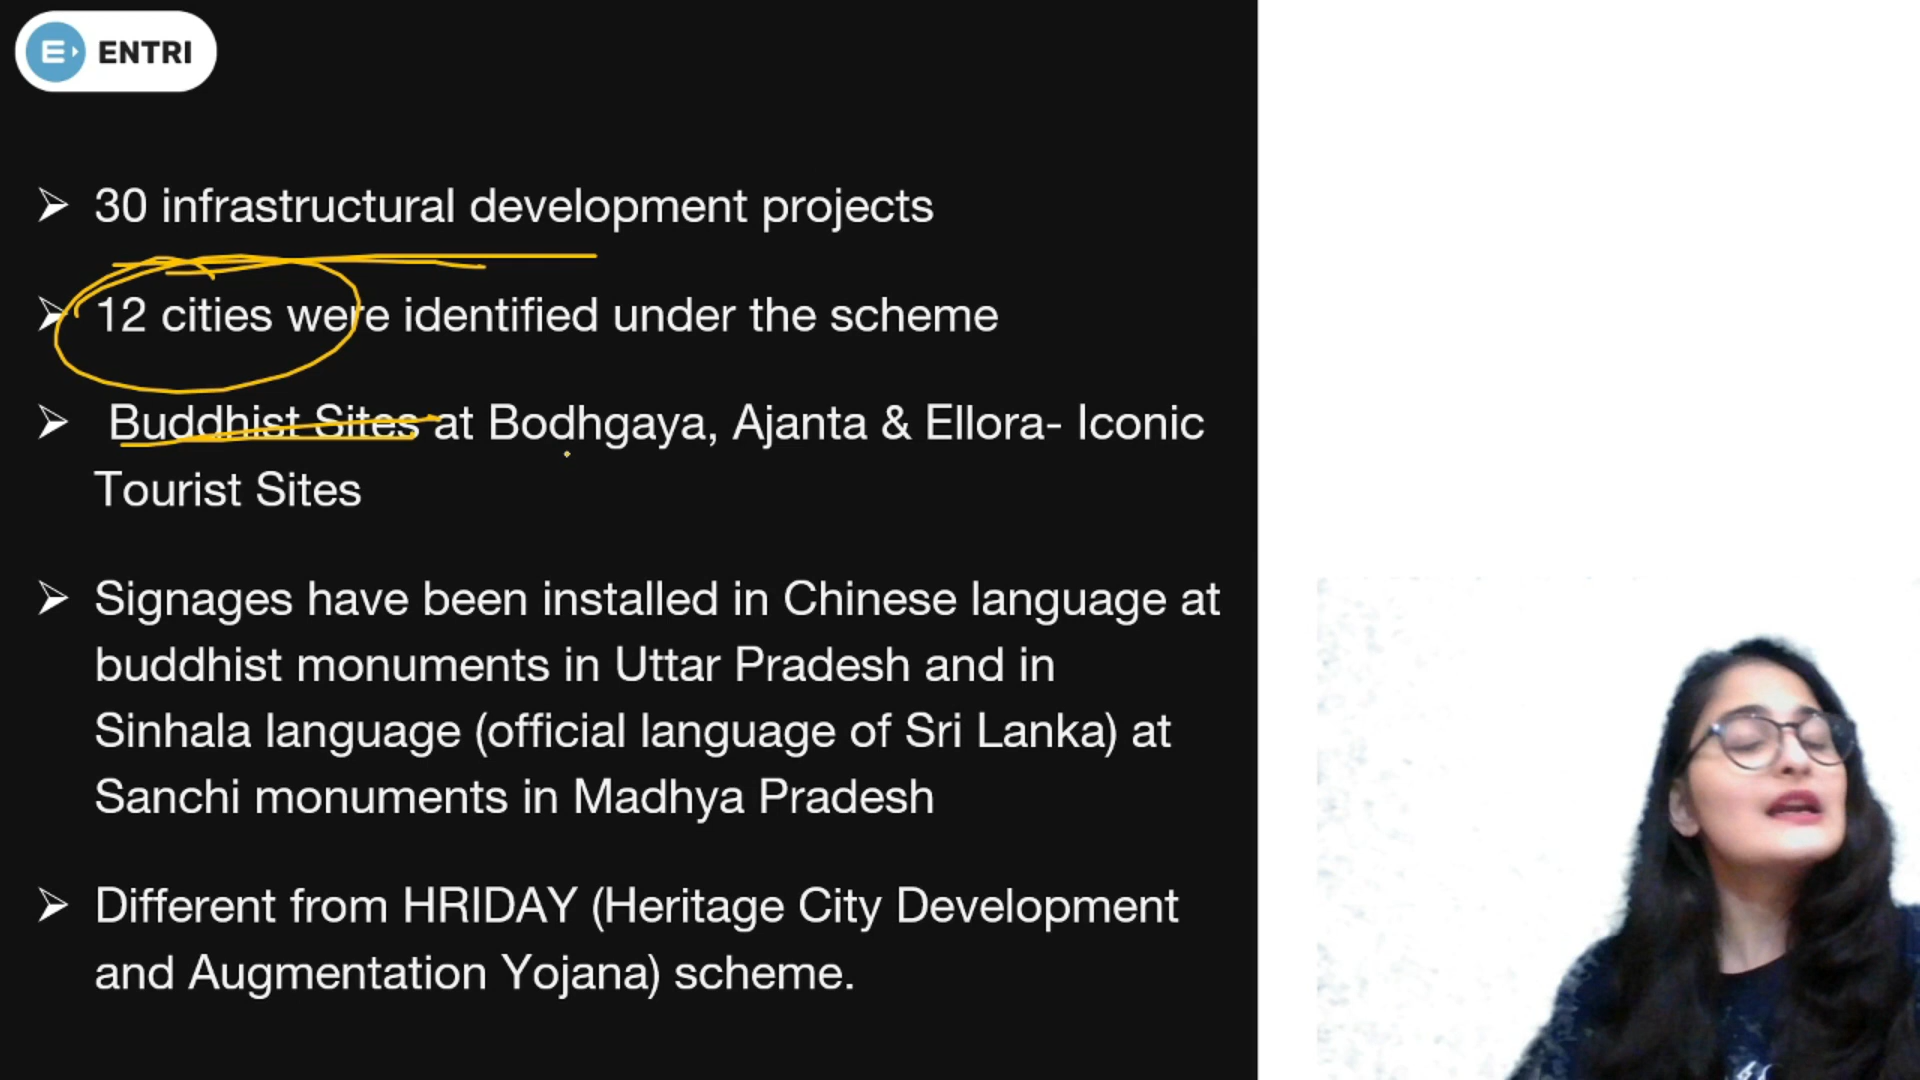 ENTRI
30 infrastructural development projects
12 cities were identified under the scheme
Buddhist Sites at Bodhgaya, Ajanta & Ellora- Iconic
Tourist Sites
Signages have been installed in Chinese language at
buddhist monuments in Uttar Pradesh and in
Sinhala language (official language of Sri Lanka) at
Sanchi monuments in Madhya Pradesh
Different from HRIDAY (Heritage City Development
and Augmentation Yojana) scheme.